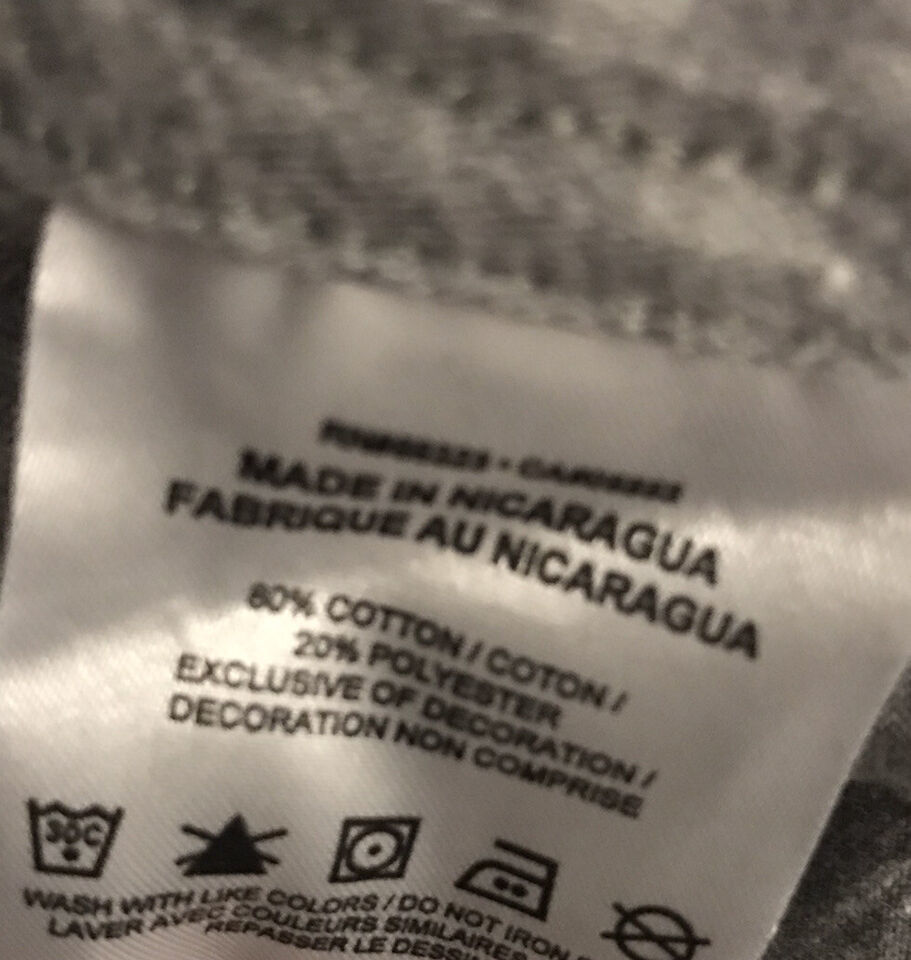 MADE IN NICARAGUA
FABRIQUE AU NICARAGUA
80% COTTON / COTON /
20% POLYESTER
EXCLUSIVE OF DECORATION /
DECORATION NON COMPRISE
30C
WASH WITH LIKE COLORS / DO NOT IRON
LAVER AVEC COULEURS SIMILAIRES
REPASSER LE